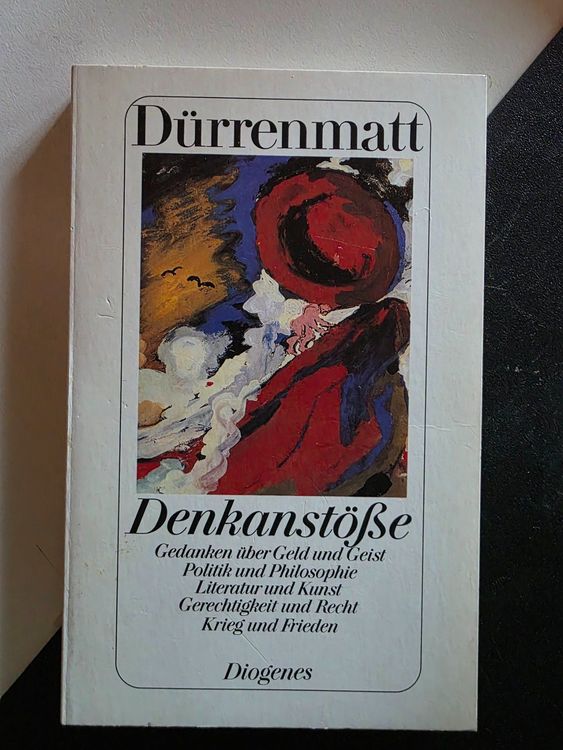 Dürrenmatt
Denkanstöße
Gedanken über Geld und Geist
Politik und Philosophie
Literatur und Kunst
Gerechtigkeit und Recht
Krieg und Frieden
Diogenes